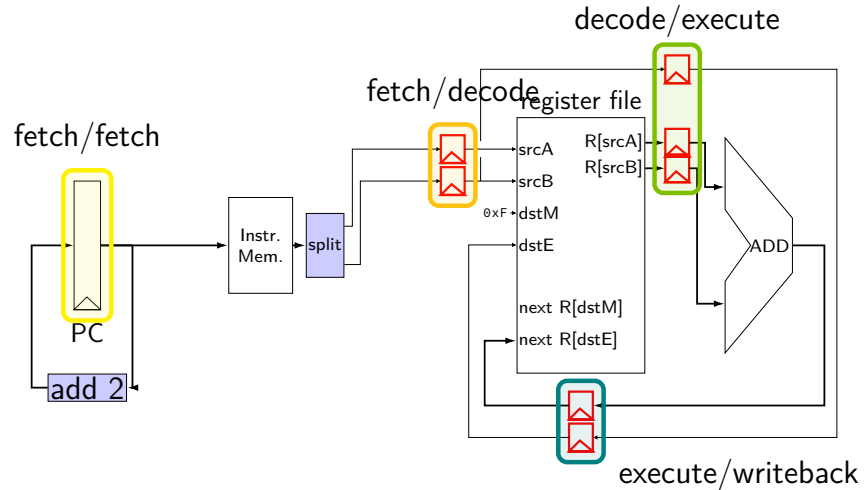 decode/execute
fetch/decode
register file
fetch/fetch
R[srcA]
srcA
R[srcB]
srcB
0xF
dstM
Instr.
Mem.
split
dstE
ADD
next R[dstM]
PC
next R[dstE]
add 2
execute/writeback